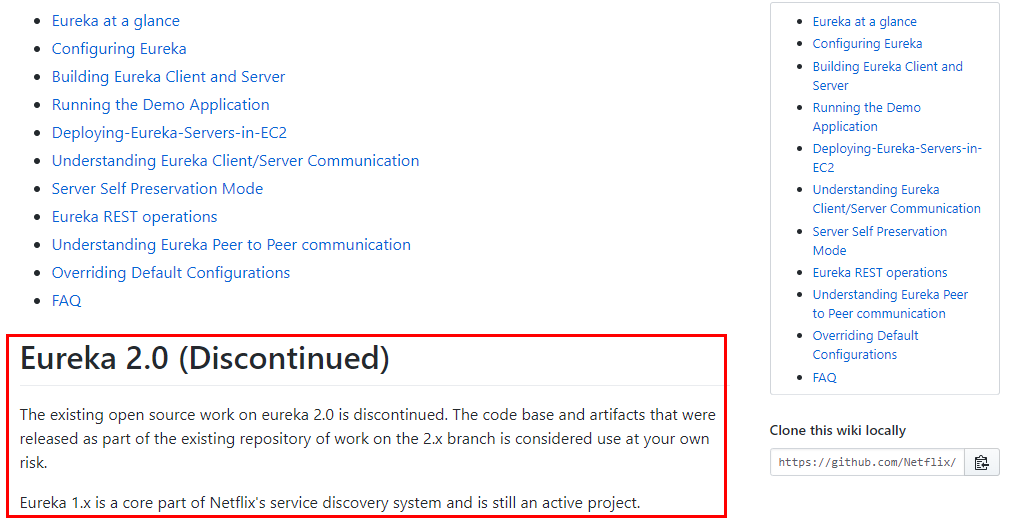 Eureka at a glance
Configuring Eureka
Building Eureka Client and Server
Running the Demo Application
Deploying-Eureka-Servers-in-EC2
Understanding Eureka Client/Server Communication
Server Self Preservation Mode
Eureka REST operations
Understanding Eureka Peer to Peer communication
Overriding Default Configurations
FAQ
Eureka 2.0 (Discontinued)
The existing open source work on eureka 2.0 is discontinued. The code base and artifacts that were
released as part of the existing repository of work on the 2.x branch is considered use at your own
risk.
Eureka 1.x is a core part of Netflix's service discovery system and is still an active project.
Eureka at a glance
Configuring Eureka
Building Eureka Client and
Server
Running the Demo
Application
Deploying-Eureka-Servers-in-
EC2
Understanding Eureka
Client/Server Communication
Server Self Preservation
Mode
Eureka REST operations
Understanding Eureka Peer
to Peer communication
Overriding Default
Configurations
FAQ
Clone this wiki locally
https://github.com/Netflix/